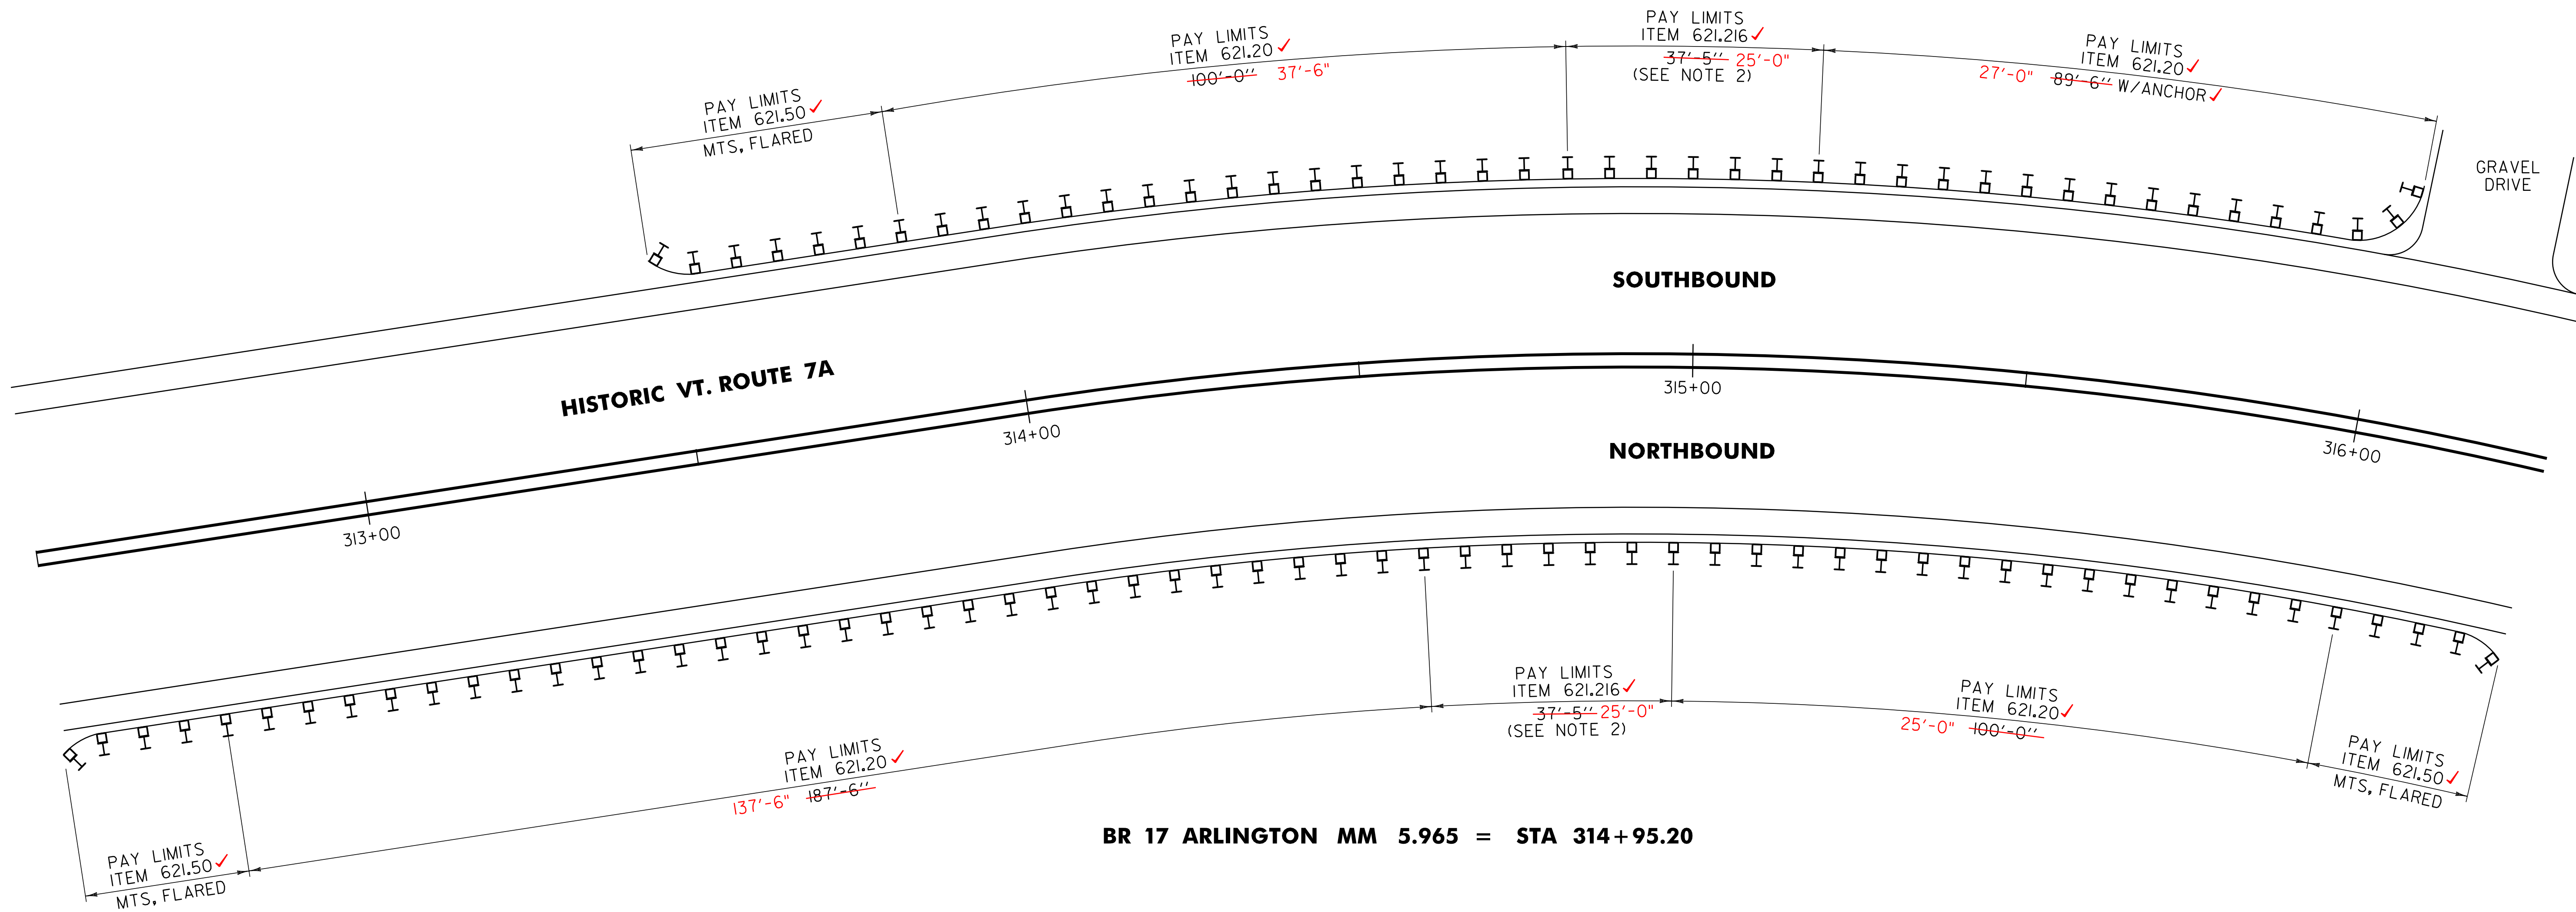 PAY LIMITS
ITEM 621.50 ✓
MTS, FLARED
PAY LIMITS
ITEM 621.20 ✓
100'-0'' 37'-6"
PAY LIMITS
ITEM 621.216 ✓
37'-5'' 25'-0"
(SEE NOTE 2)
PAY LIMITS
ITEM 621.20 ✓
27'-0" 89'-6'' W/ANCHOR ✓
GRAVEL
DRIVE
SOUTHBOUND
HISTORIC VT. ROUTE 7A
313+00
314+00
315+00
316+00
NORTHBOUND
PAY LIMITS
ITEM 621.50 ✓
MTS, FLARED
PAY LIMITS
ITEM 621.20 ✓
137'-6" 187'-6''
PAY LIMITS
ITEM 621.216 ✓
37'-5'' 25'-0"
(SEE NOTE 2)
PAY LIMITS
ITEM 621.20 ✓
25'-0" 100'-0''
PAY LIMITS
ITEM 621.50 ✓
MTS, FLARED
BR 17 ARLINGTON MM 5.965 = STA 314+95.20